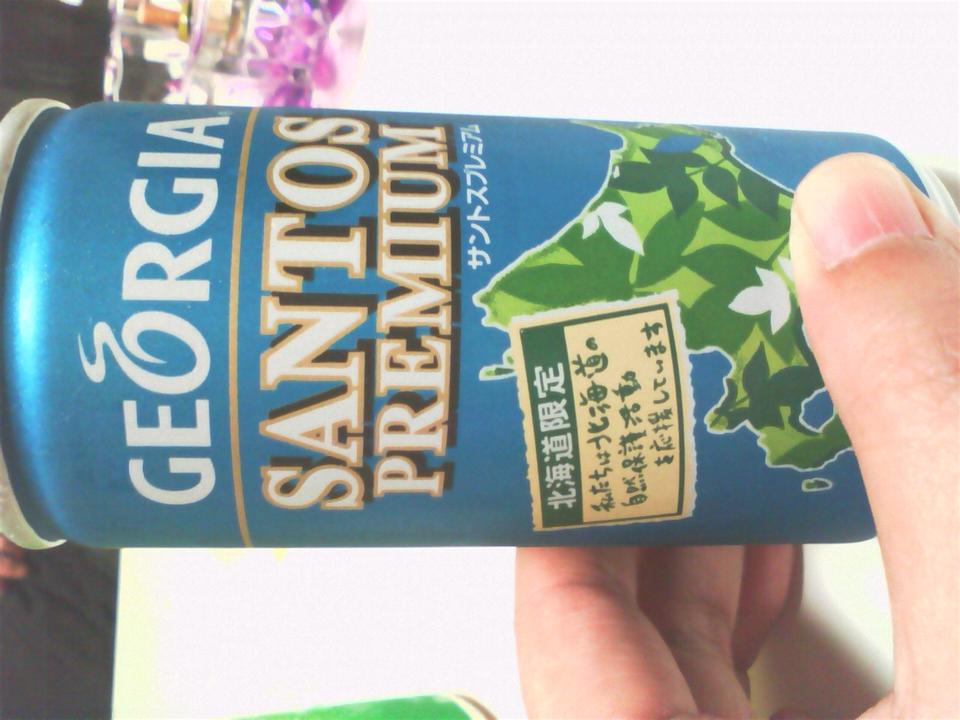 GEORGIA
SANTOS
PREMIUM
サントスプレミアム
北海道限定
私たちは北海道の
自然保護活動
を応援しています